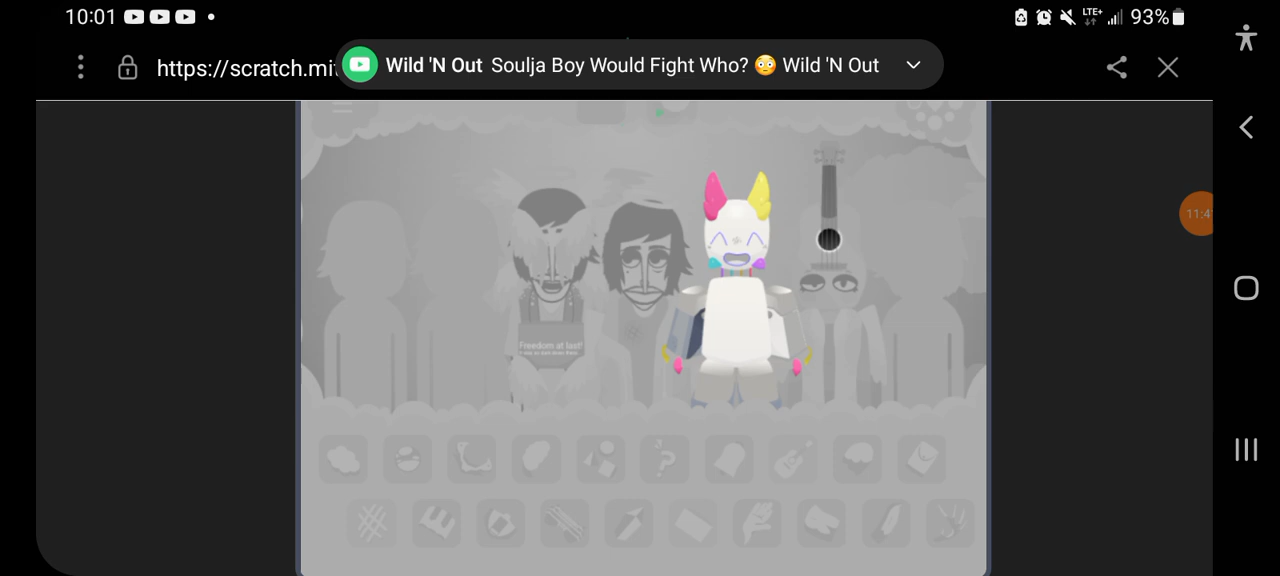 10:01
LTE+
93%
https://scratch.mi
Wild 'N Out Soulja Boy Would Fight Who? 😳 Wild 'N Out
11:4
Freedom at last!